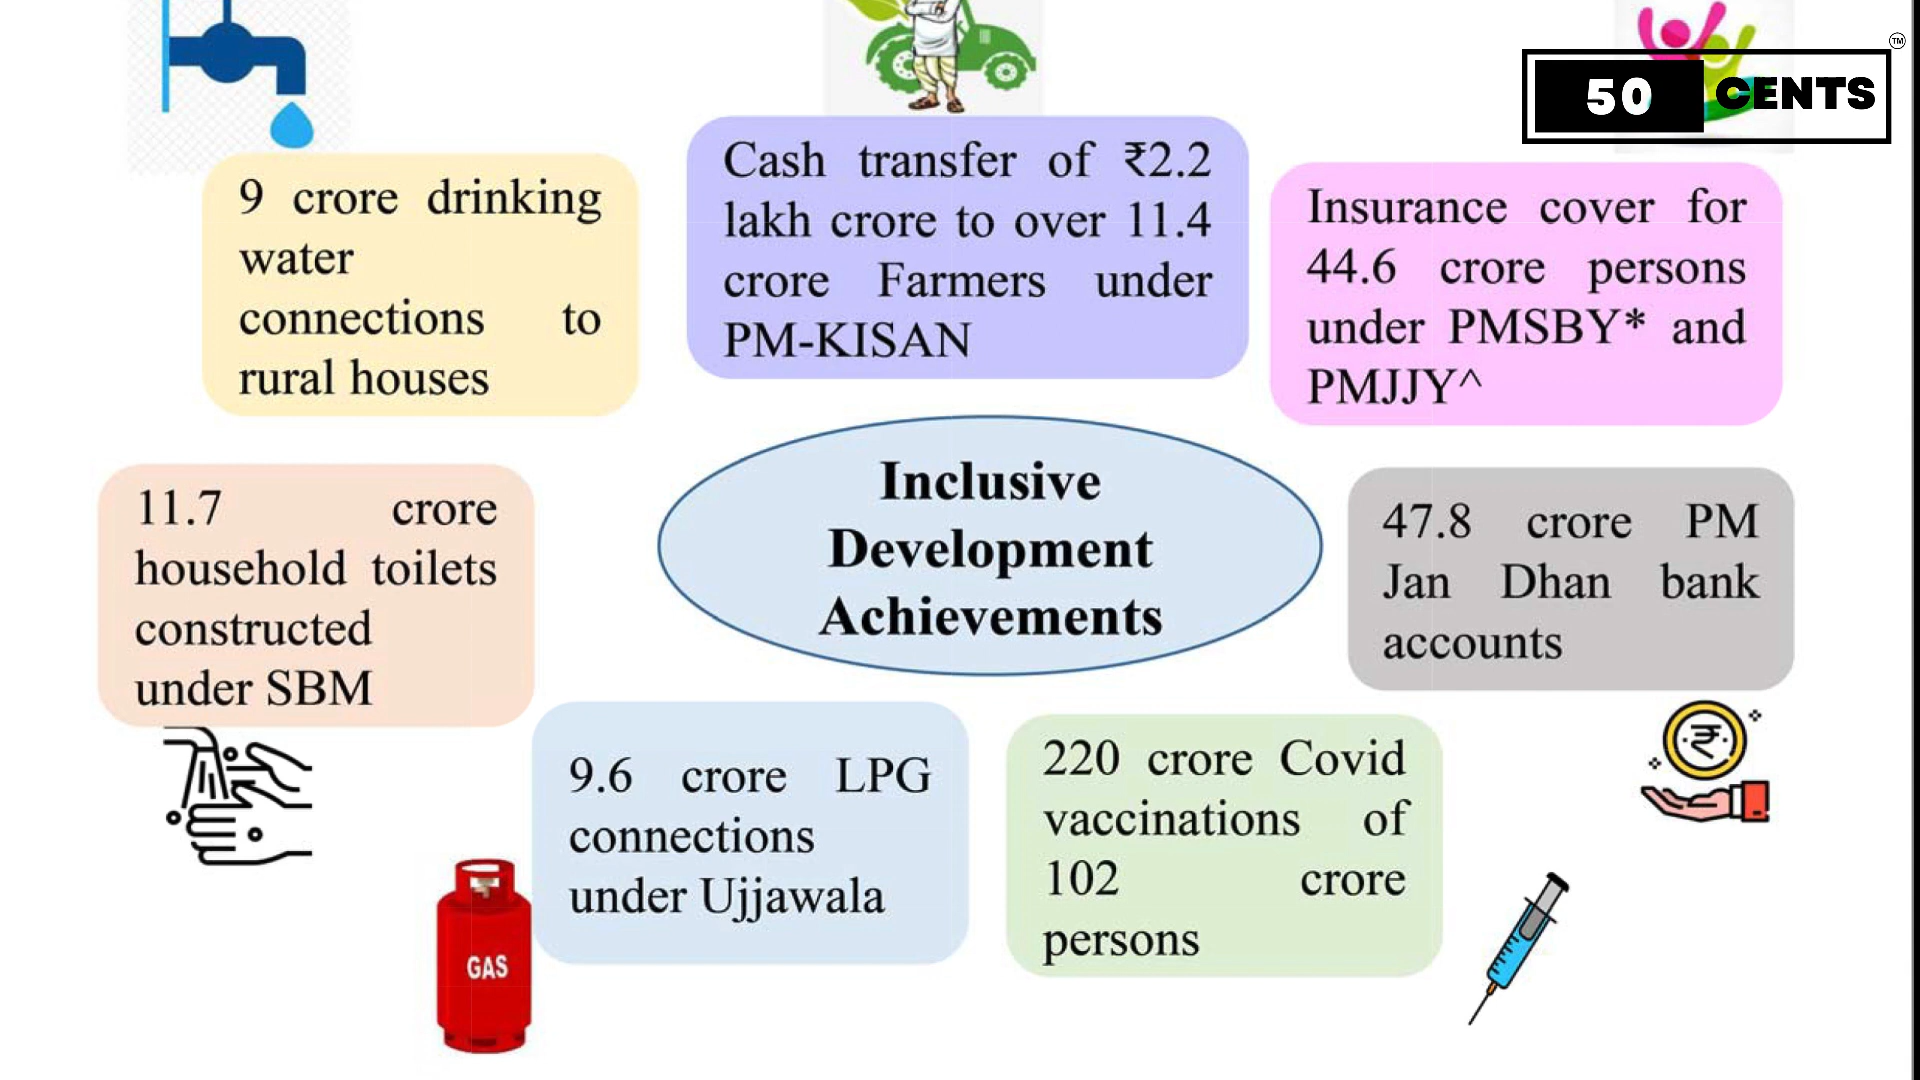 50 CENTS
TM
9 crore drinking
water
connections to
rural houses
Cash transfer of ₹2.2
lakh crore to over 11.4
crore Farmers under
PM-KISAN
Insurance cover for
44.6 crore persons
under PMSBY* and
PMJJY^
11.7 crore
household toilets
constructed
under SBM
Inclusive
Development
Achievements
47.8 crore PM
Jan Dhan bank
accounts
9.6 crore LPG
connections
under Ujjawala
220 crore Covid
vaccinations of
102 crore
persons
GAS
₹